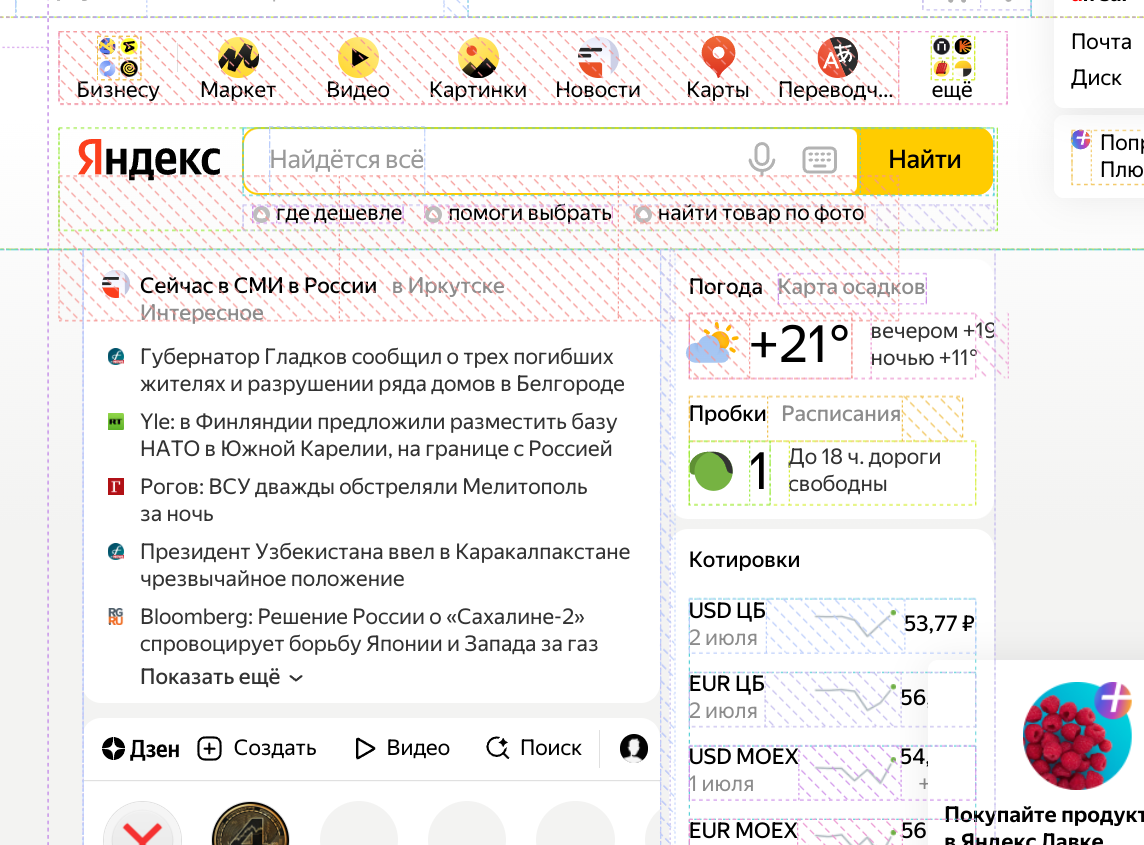 Почта
Диск
Бизнесу
Маркет
Видео
Картинки
Новости
Карты
Переводч...
ещё
Яндекс
Найдётся всё
Найти
Плю
где дешевле
помоги выбрать
найти товар по фото
Сейчас в СМИ в России
в Иркутске
Интересное
Губернатор Гладков сообщил о трех погибших
жителях и разрушении ряда домов в Белгороде
Yle: в Финляндии предложили разместить базу
НАТО в Южной Карелии, на границе с Россией
Рогов: ВСУ дважды обстреляли Мелитополь
за ночь
Президент Узбекистана ввел в Каракалпакстане
чрезвычайное положение
Bloomberg: Решение России о «Сахалине-2»
спровоцирует борьбу Японии и Запада за газ
Показать ещё
Погода
Карта осадков
+21°
вечером +19
ночью +11°
Пробки
Расписания
1
До 18 ч. дороги
свободны
Котировки
USD ЦБ
2 июля
53,77 ₽
EUR ЦБ
2 июля
56,
USD MOEX
1 июля
54,
+
EUR MOEX
56
Дзен
Создать
Видео
Поиск
Покупайте продукт
в Яндекс Лавке